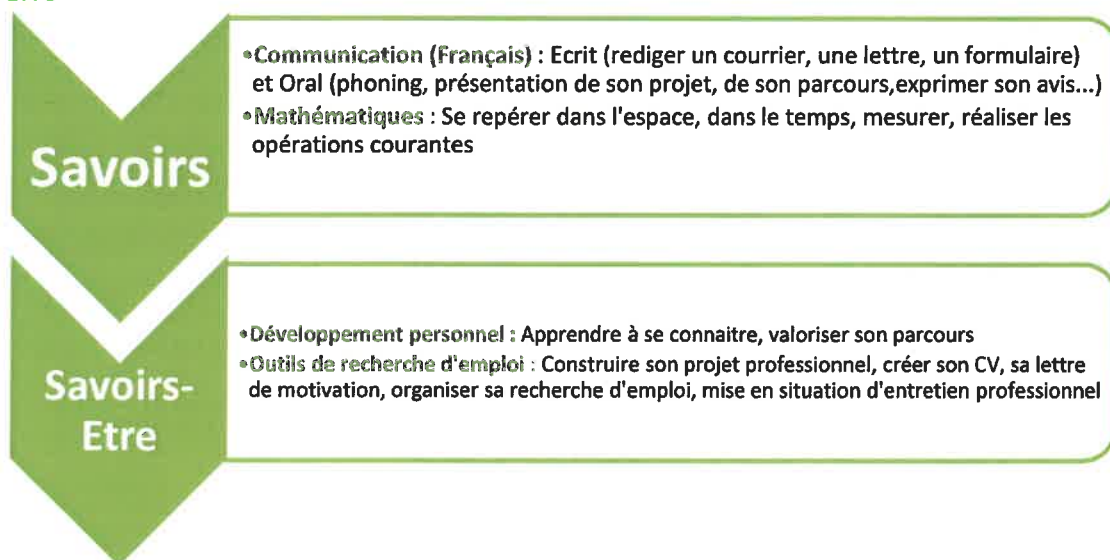 Savoirs
•Communication (Français) : Ecrit (rediger un courrier, une lettre, un formulaire)
et Oral (phoning, présentation de son projet, de son parcours,exprimer son avis...)
•Mathématiques : Se repérer dans l'espace, dans le temps, mesurer, réaliser les
opérations courantes
Savoirs-
Etre
•Développement personnel : Apprendre à se connaitre, valoriser son parcours
•Outils de recherche d'emploi : Construire son projet professionnel, créer son CV, sa lettre
de motivation, organiser sa recherche d'emploi, mise en situation d'entretien professionnel